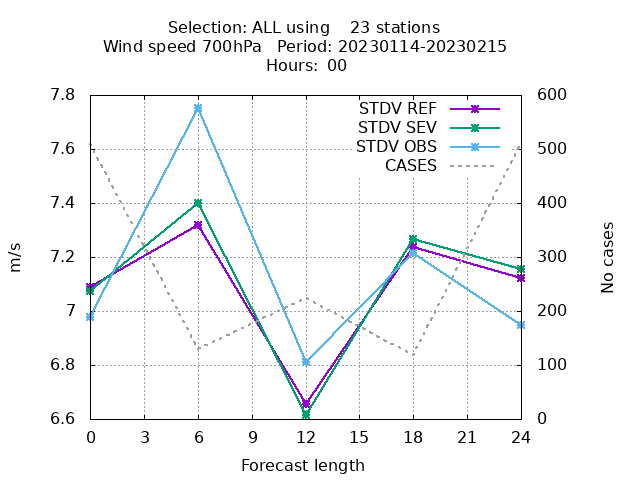 Selection: ALL using    23 stations
Wind speed 700hPa   Period: 20230114-20230215
Hours:  00
7.8
7.6
7.4
7.2
7
6.8
6.6
600
500
400
300
200
100
0
m/s
No cases
STDV REF
STDV SEV
STDV OBS
CASES
0 3 6 9 12 15 18 21 24
Forecast length